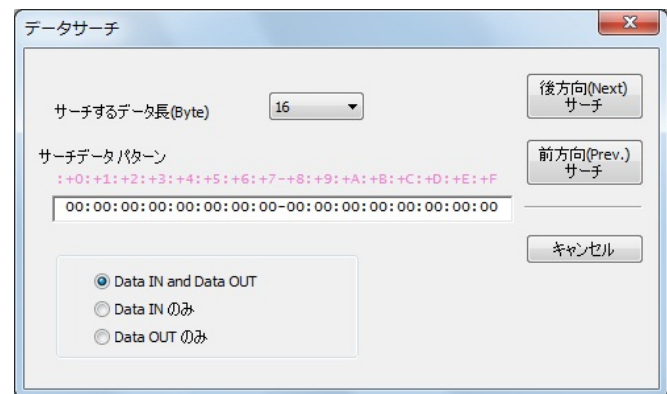 データサーチ
サーチするデータ長(Byte)
16
後方向(Next)
サーチ
サーチデータパターン
:+0:+1:+2:+3:+4:+5:+6:+7-+8:+9:+A:+B:+C:+D:+E:+F
00:00:00:00:00:00:00:00-00:00:00:00:00:00:00:00
前方向(Prev.)
サーチ
キャンセル
Data IN and Data OUT
Data IN のみ
Data OUT のみ